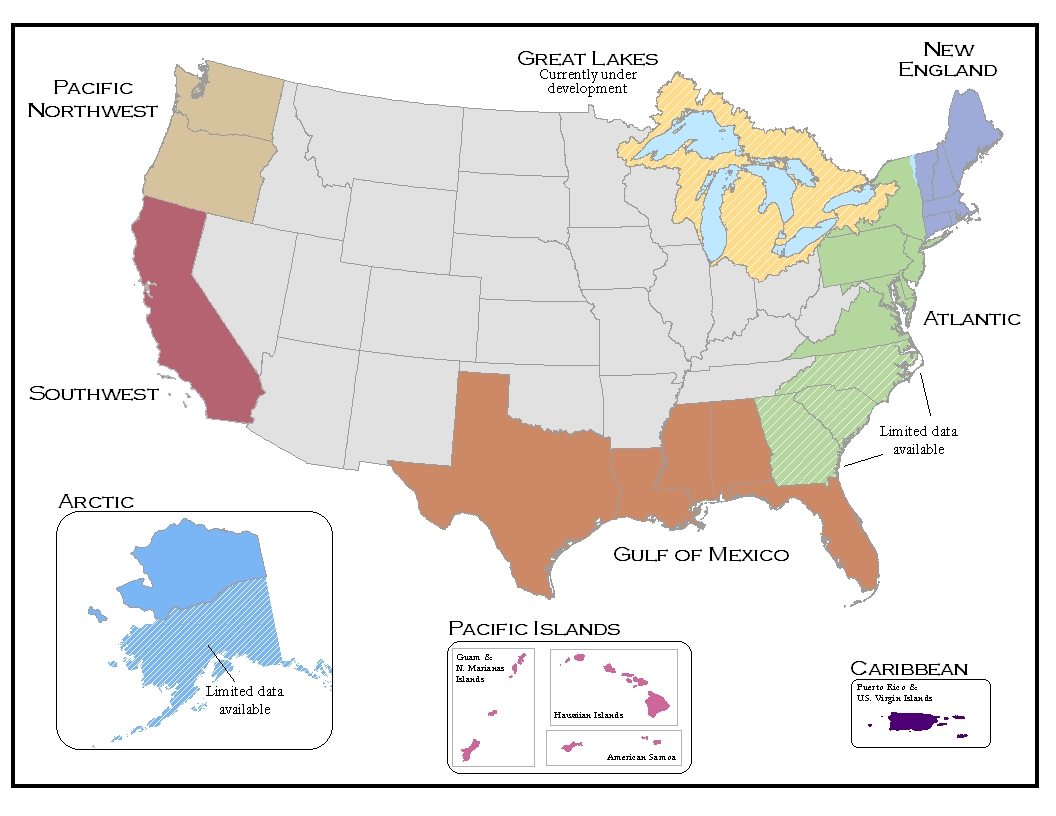 GREAT LAKES
Currently under
development
NEW
ENGLAND
PACIFIC
NORTHWEST
ATLANTIC
SOUTHWEST
Limited data
available
ARCTIC
GULF OF MEXICO
Limited data
available
PACIFIC ISLANDS
Guam &
N. Marianas
Islands
Hawaiian Islands
American Samoa
CARIBBEAN
Puerto Rico &
U.S. Virgin Islands